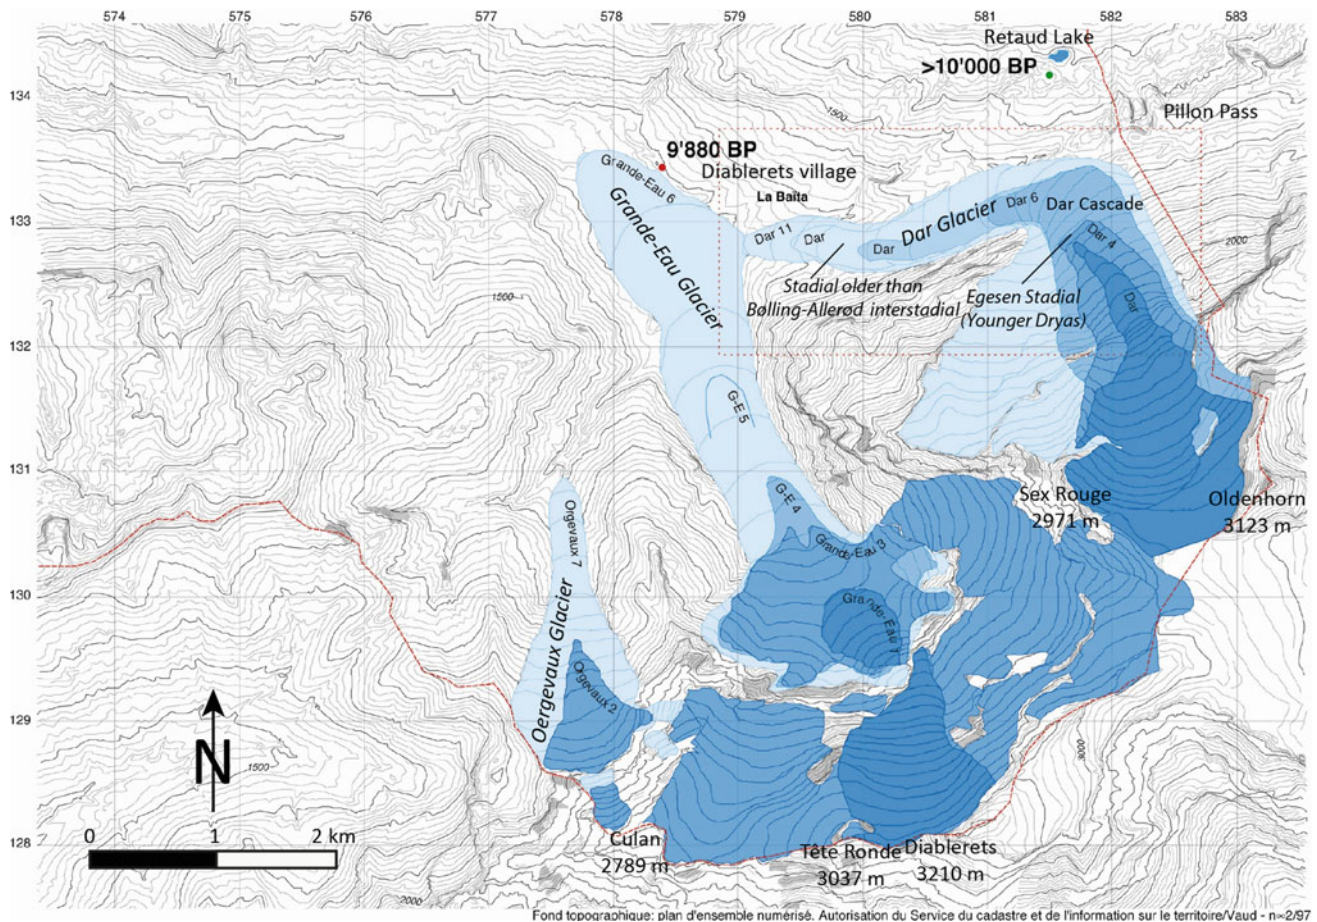 574 575 576 577 578 579 580 581 582 583
Retaud Lake
>10'000 BP
134
1500
Pillon Pass
9'880 BP
Diablerets village
Grande-Eau 6
La Baïta
133
Grande-Eau Glacier
Dar 11
Dar
Dar
Dar Glacier
Dar 6
Dar Cascade
Dar 4
2000
Dar
Stadial older than
Bølling-Allerød interstadial
Egesen Stadial
(Younger Dryas)
1500
132
G-E 5
131
G-E 4
Sex Rouge
2971 m
Oldenhorn
3123 m
Orgevaux 7
Grande-Eau 3
130
Grande-Eau 1
Oergevaux Glacier
Orgevaux 2
129
N
1500
3000
128
0 1 2 km
Culan
2789 m
Tête Ronde
3037 m
Diablerets
3210 m
2000
Fond topographique: plan d'ensemble numérisé. Autorisation du Service du cadastre et de l'information sur le territoire/Vaud - n∞2/97